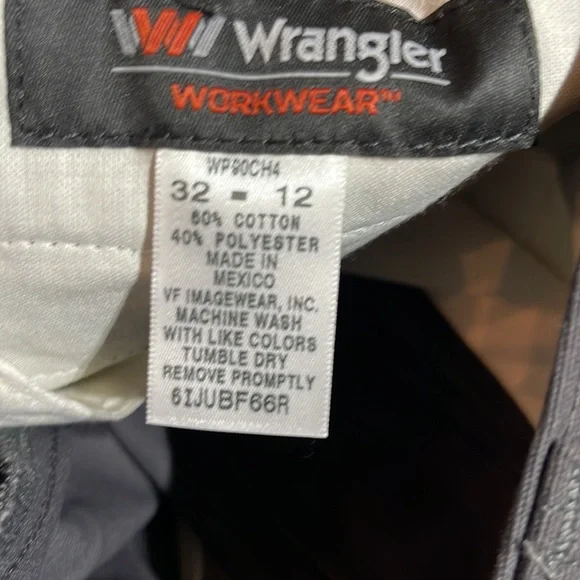 Wrangler
WORKWEAR™
WP90CH4
32 - 12
60% COTTON
40% POLYESTER
MADE IN
MEXICO
VF IMAGEWEAR, INC.
MACHINE WASH
WITH LIKE COLORS
TUMBLE DRY
REMOVE PROMPTLY
6IJUBF66R